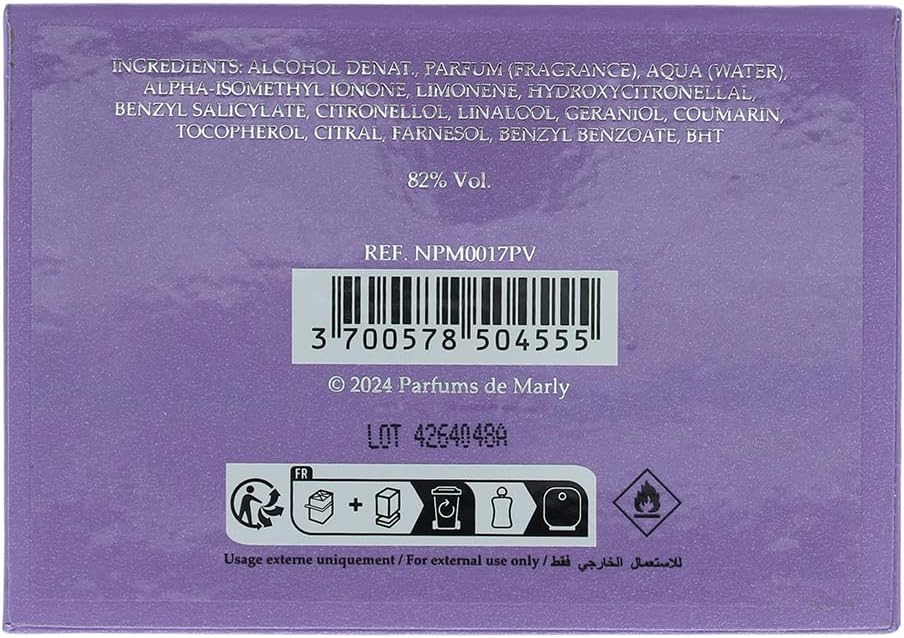 INGREDIENTS: ALCOHOL DENAT., PARFUM (FRAGRANCE), AQUA (WATER),
ALPHA-ISOMETHYL IONONE, LIMONENE, HYDROXYCITRONELLAL,
BENZYL SALICYLATE, CITRONELLOL, LINALOOL, GERANIOL, COUMARIN,
TOCOPHEROL, CITRAL, FARNESOL, BENZYL BENZOATE, BHT
82% Vol.
REF. NPM0017PV
3 700578 504555
© 2024 Parfums de Marly
LOT 4264048A
FR
+
Usage externe uniquement / For external use only / للاستعمال الخارجي فقط